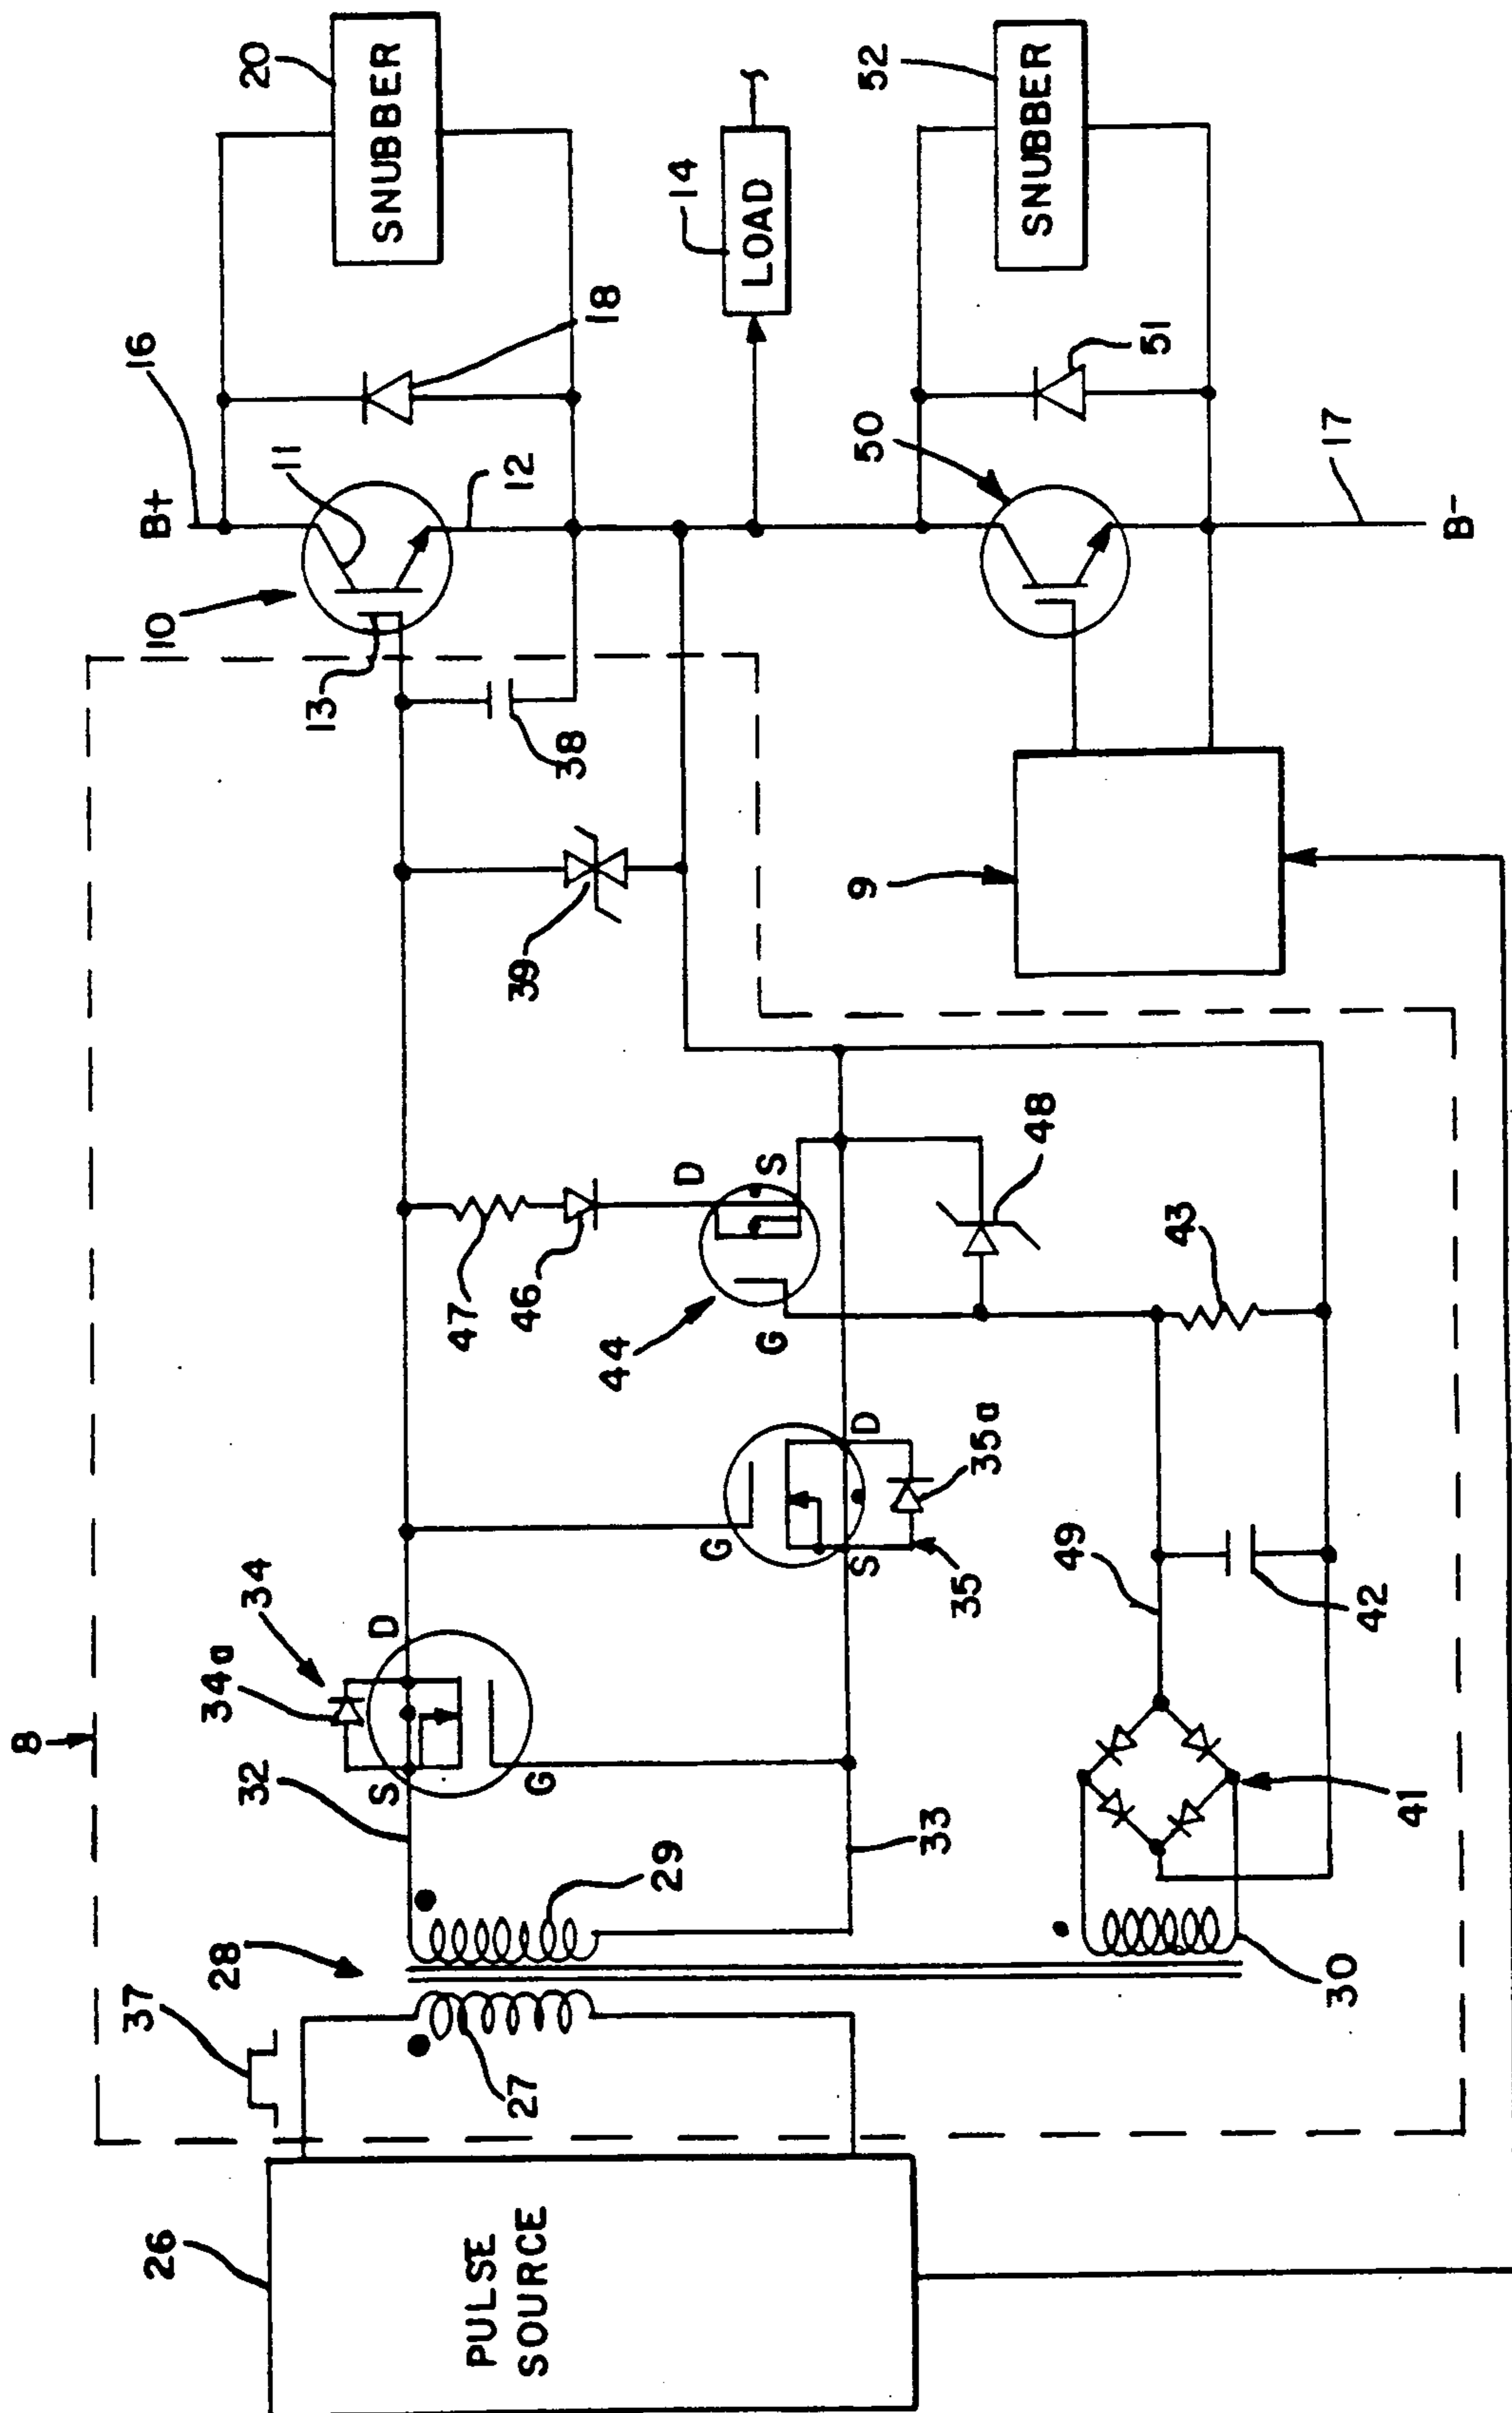 8
37
28
32
34a
34
S
D
G
29
27
26
PULSE
SOURCE
33
30
41
49
42
43
G
S
D
35
35a
44
G
D
S
47
46
48
39
38
13
10
11
12
16
B+
18
20
SNUBBER
14
LOAD
9
50
51
52
SNUBBER
17
B-